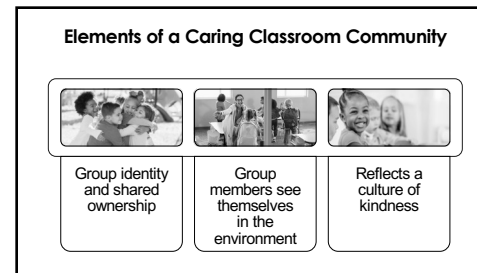 Elements of a Caring Classroom Community
Group identity
and shared
ownership
Group
members see
themselves
in the
environment
Reflects a
culture of
kindness